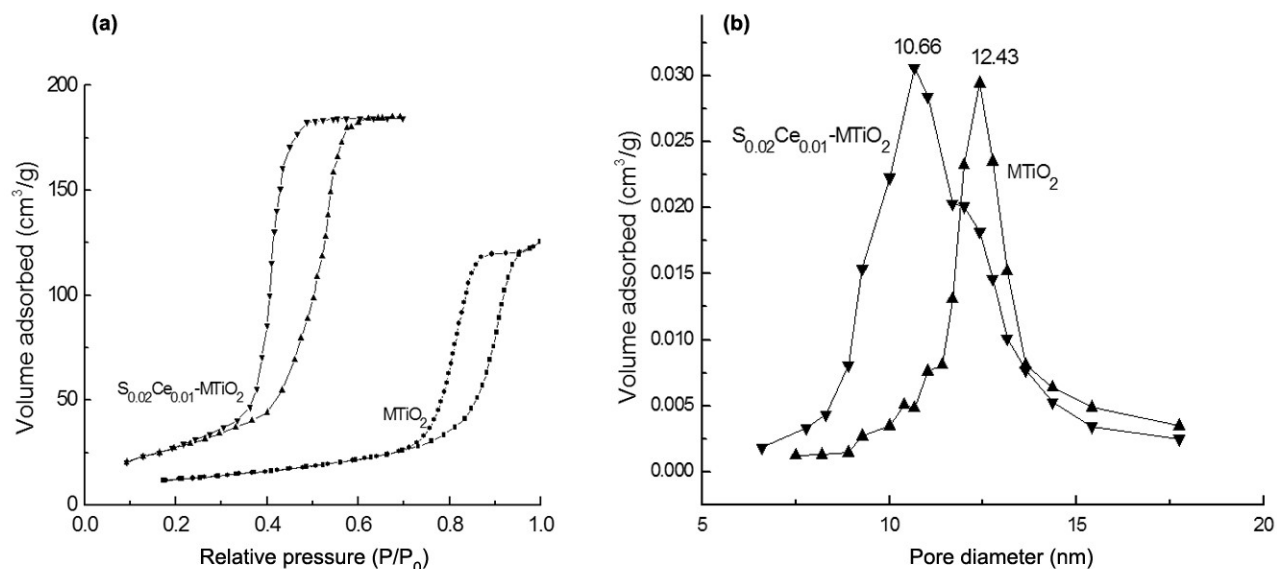 (a)
200
150
100
50
0
0.0 0.2 0.4 0.6 0.8 1.0
Volume adsorbed (cm³/g)
Relative pressure (P/P₀)
S₀.₀₂Ce₀.₀₁-MTiO₂
MTiO₂
(b)
10.66
12.43
0.030
0.025
0.020
0.015
0.010
0.005
0.000
5 10 15 20
Volume adsorbed (cm³/g)
Pore diameter (nm)
S₀.₀₂Ce₀.₀₁-MTiO₂
MTiO₂